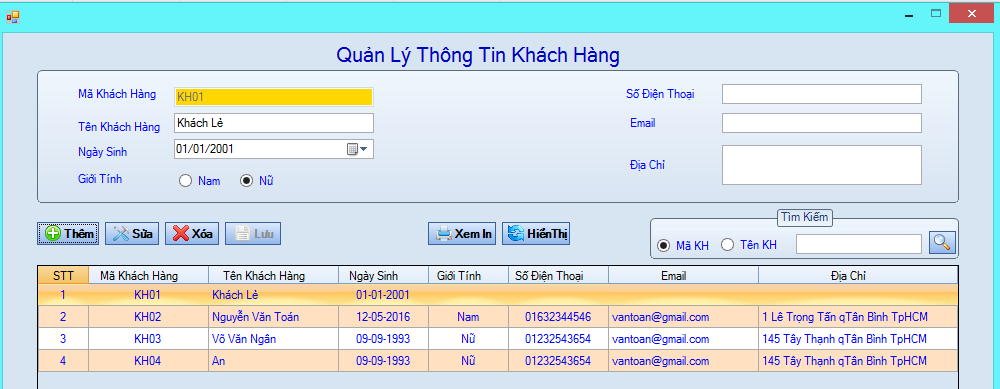 Quản Lý Thông Tin Khách Hàng
Mã Khách Hàng KH01 Số Điện Thoại
Tên Khách Hàng Khách Lẻ Email
Ngày Sinh 01/01/2001 Địa Chỉ
Giới Tính Nam Nữ
Thêm Sửa Xóa Lưu Xem In HiểnThị
Tìm Kiếm
Mã KH Tên KH
STT Mã Khách Hàng Tên Khách Hàng Ngày Sinh Giới Tính Số Điện Thoại Email Địa Chỉ
1 KH01 Khách Lẻ 01-01-2001
2 KH02 Nguyễn Văn Toán 12-05-2016 Nam 01632344546 vantoan@gmail.com 1 Lê Trọng Tấn qTân Bình TpHCM
3 KH03 Võ Văn Ngân 09-09-1993 Nữ 01232543654 vantoan@gmail.com 145 Tây Thạnh qTân Bình TpHCM
4 KH04 An 09-09-1993 Nữ 01232543654 vantoan@gmail.com 145 Tây Thạnh qTân Bình TpHCM